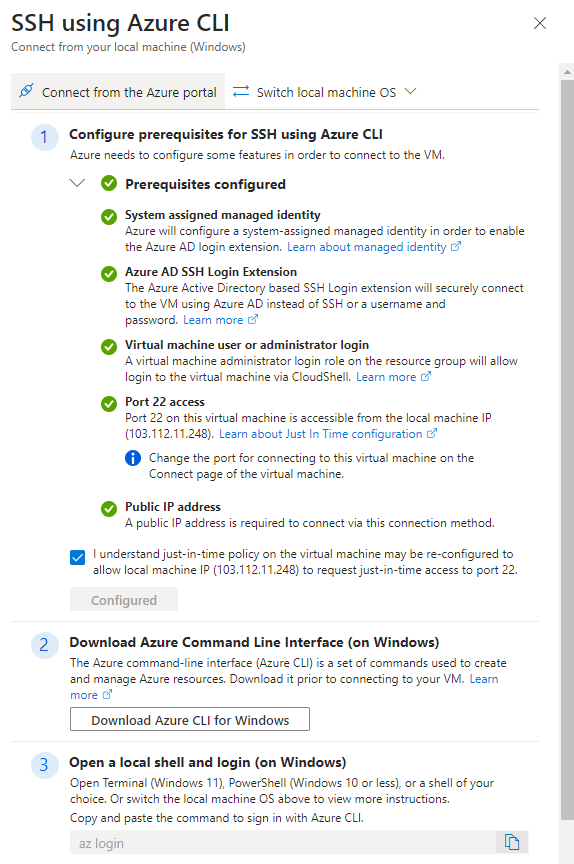 SSH using Azure CLI
Connect from your local machine (Windows)
Connect from the Azure portal
Switch local machine OS
1
Configure prerequisites for SSH using Azure CLI
Azure needs to configure some features in order to connect to the VM.
Prerequisites configured
System assigned managed identity
Azure will configure a system-assigned managed identity in order to enable
the Azure AD login extension. Learn about managed identity
Azure AD SSH Login Extension
The Azure Active Directory based SSH Login extension will securely connect
to the VM using Azure AD instead of SSH or a username and
password. Learn more
Virtual machine user or administrator login
A virtual machine administrator login role on the resource group will allow
login to the virtual machine via CloudShell. Learn more
Port 22 access
Port 22 on this virtual machine is accessible from the local machine IP
(103.112.11.248). Learn about Just In Time configuration
Change the port for connecting to this virtual machine on the
Connect page of the virtual machine.
Public IP address
A public IP address is required to connect via this connection method.
I understand just-in-time policy on the virtual machine may be re-configured to
allow local machine IP (103.112.11.248) to request just-in-time access to port 22.
Configured
2
Download Azure Command Line Interface (on Windows)
The Azure command-line interface (Azure CLI) is a set of commands used to create
and manage Azure resources. Download it prior to connecting to your VM. Learn
more
Download Azure CLI for Windows
3
Open a local shell and login (on Windows)
Open Terminal (Windows 11), PowerShell (Windows 10 or less), or a shell of your
choice. Or switch the local machine OS above to view more instructions.
Copy and paste the command to sign in with Azure CLI.
az login